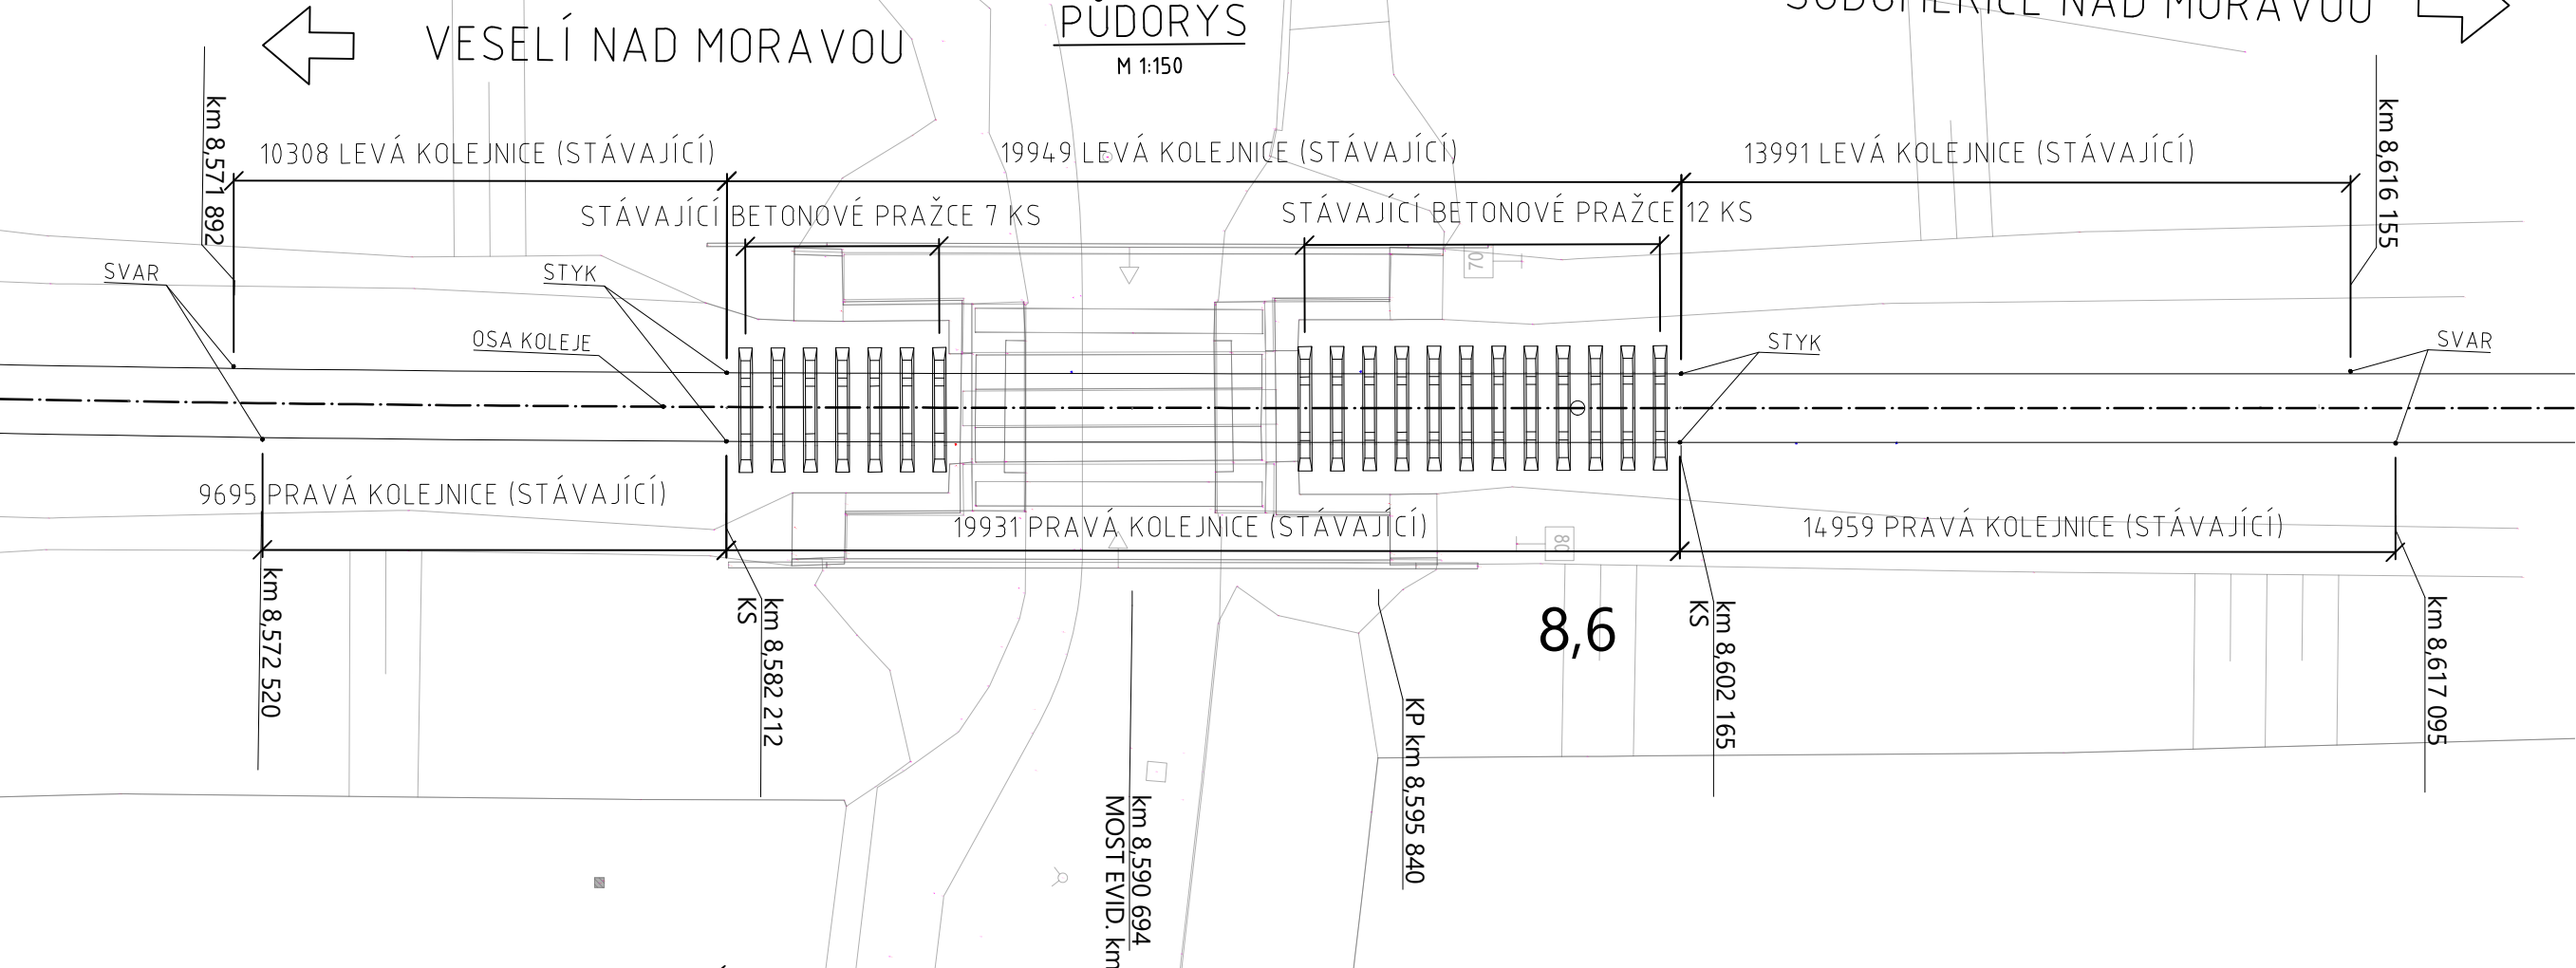 PŮDORYS
M 1:150
VESELÍ NAD MORAVOU
NAD MORAVOU
km 8,571 892
10308 LEVÁ KOLEJNICE (STÁVAJÍCÍ)
19949 LEVÁ KOLEJNICE (STÁVAJÍCÍ)
13991 LEVÁ KOLEJNICE (STÁVAJÍCÍ)
km 8,616 155
STÁVAJÍCÍ BETONOVÉ PRAŽCE 7 KS
STÁVAJÍCÍ BETONOVÉ PRAŽCE 12 KS
70
SVAR
STYK
OSA KOLEJE
STYK
SVAR
9695 PRAVÁ KOLEJNICE (STÁVAJÍCÍ)
19931 PRAVÁ KOLEJNICE (STÁVAJÍCÍ)
14959 PRAVÁ KOLEJNICE (STÁVAJÍCÍ)
80
km 8,572 520
km 8,582 212
KS
8,6
km 8,602 165
KS
km 8,617 095
KP km 8,595 840
km 8,590 694
MOST EVID. km